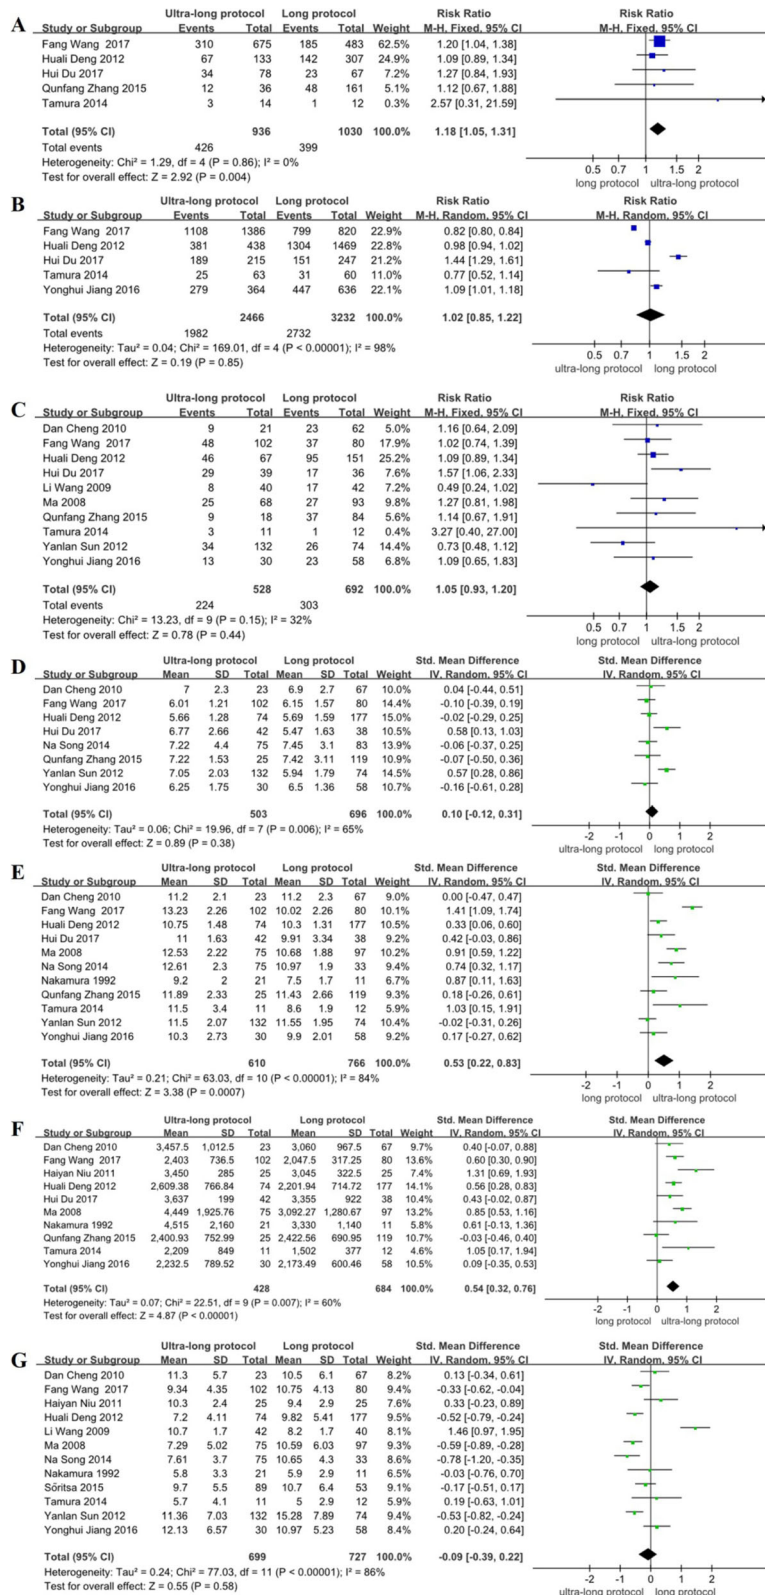 A
Ultra-long protocol Long protocol Risk Ratio Risk Ratio
Study or Subgroup Events Total Events Total Weight M-H. Fixed. 95% CI M-H. Fixed. 95% CI
Fang Wang 2017 310 675 185 483 62.5% 1.20 [1.04, 1.38]
Huali Deng 2012 67 133 142 307 24.9% 1.09 [0.89, 1.34]
Hui Du 2017 34 78 23 67 7.2% 1.27 [0.84, 1.93]
Qunfang Zhang 2015 12 36 48 161 5.1% 1.12 [0.67, 1.88]
Tamura 2014 3 14 1 12 0.3% 2.57 [0.31, 21.59]
Total (95% CI) 936 1030 100.0% 1.18 [1.05, 1.31]
Total events 426 399
Heterogeneity: Chi² = 1.29, df = 4 (P = 0.86); I² = 0%
Test for overall effect: Z = 2.92 (P = 0.004)
0.5 0.7 1 1.5 2
long protocol ultra-long protocol
B
Ultra-long protocol Long protocol Risk Ratio Risk Ratio
Study or Subgroup Events Total Events Total Weight M-H. Random. 95% CI M-H. Random. 95% CI
Fang Wang 2017 1108 1386 799 820 22.9% 0.82 [0.80, 0.84]
Huali Deng 2012 381 438 1304 1469 22.8% 0.98 [0.94, 1.02]
Hui Du 2017 189 215 151 247 21.2% 1.44 [1.29, 1.61]
Tamura 2014 25 63 31 60 11.0% 0.77 [0.52, 1.14]
Yonghui Jiang 2016 279 364 447 636 22.1% 1.09 [1.01, 1.18]
Total (95% CI) 2466 3232 100.0% 1.02 [0.85, 1.22]
Total events 1982 2732
Heterogeneity: Tau² = 0.04; Chi² = 169.01, df = 4 (P < 0.00001); I² = 98%
Test for overall effect: Z = 0.19 (P = 0.85)
0.5 0.7 1 1.5 2
ultra-long protocol long protocol
C
Ultra-long protocol Long protocol Risk Ratio Risk Ratio
Study or Subgroup Events Total Events Total Weight M-H. Fixed. 95% CI M-H. Fixed. 95% CI
Dan Cheng 2010 9 21 23 62 5.0% 1.16 [0.64, 2.09]
Fang Wang 2017 48 102 37 80 17.9% 1.02 [0.74, 1.39]
Huali Deng 2012 46 67 95 151 25.2% 1.09 [0.89, 1.34]
Hui Du 2017 29 39 17 36 7.6% 1.57 [1.06, 2.33]
Li Wang 2009 8 40 17 42 7.1% 0.49 [0.24, 1.02]
Ma 2008 25 68 27 93 9.8% 1.27 [0.81, 1.98]
Qunfang Zhang 2015 9 18 37 84 5.6% 1.14 [0.67, 1.91]
Tamura 2014 3 11 1 12 0.4% 3.27 [0.40, 27.00]
Yanlan Sun 2012 34 132 26 74 14.4% 0.73 [0.48, 1.12]
Yonghui Jiang 2016 13 30 23 58 6.8% 1.09 [0.65, 1.83]
Total (95% CI) 528 692 100.0% 1.05 [0.93, 1.20]
Total events 224 303
Heterogeneity: Chi² = 13.23, df = 9 (P = 0.15); I² = 32%
Test for overall effect: Z = 0.78 (P = 0.44)
0.5 0.7 1 1.5 2
long protocol ultra-long protocol
D
Ultra-long protocol Long protocol Std. Mean Difference Std. Mean Difference
Study or Subgroup Mean SD Total Mean SD Total Weight IV. Random. 95% CI IV. Random. 95% CI
Dan Cheng 2010 7 2.3 23 6.9 2.7 67 10.0% 0.04 [-0.44, 0.51]
Fang Wang 2017 6.01 1.21 102 6.15 1.57 80 14.9% -0.10 [-0.39, 0.19]
Huali Deng 2012 5.66 1.28 74 5.69 1.59 177 15.6% -0.02 [-0.29, 0.25]
Hui Du 2017 6.77 2.66 42 5.47 1.63 38 10.7% 0.58 [0.13, 1.03]
Na Song 2014 7.22 4.4 75 7.45 3.1 83 14.1% -0.06 [-0.37, 0.25]
Qunfang Zhang 2015 7.22 1.53 25 7.42 3.11 119 11.1% -0.07 [-0.50, 0.36]
Yanlan Sun 2012 7.05 2.03 132 5.94 1.79 74 14.9% 0.57 [0.28, 0.86]
Yonghui Jiang 2016 6.25 1.75 30 6.5 1.36 58 10.8% -0.16 [-0.61, 0.28]
Total (95% CI) 503 696 100.0% 0.10 [-0.12, 0.31]
Heterogeneity: Tau² = 0.06; Chi² = 19.96, df = 7 (P = 0.006); I² = 65%
Test for overall effect: Z = 0.89 (P = 0.38)
-2 -1 0 1 2
ultra-long protocol long protocol
E
Ultra-long protocol Long protocol Std. Mean Difference Std. Mean Difference
Study or Subgroup Mean SD Total Mean SD Total Weight IV. Random. 95% CI IV. Random. 95% CI
Dan Cheng 2010 11.2 2.1 23 11.2 2.3 67 9.0% 0.00 [-0.47, 0.47]
Fang Wang 2017 13.23 2.26 102 10.02 2.26 80 10.1% 1.41 [1.09, 1.74]
Huali Deng 2012 10.75 1.48 74 10.3 1.31 177 10.5% 0.33 [0.06, 0.60]
Hui Du 2017 11 1.63 42 9.91 3.34 38 9.2% 0.42 [-0.03, 0.86]
Ma 2008 12.53 2.22 75 10.68 1.88 97 10.2% 0.91 [0.59, 1.22]
Na Song 2014 12.61 2.3 75 10.97 1.9 33 9.4% 0.74 [0.32, 1.17]
Nakamura 1992 9.2 2 21 7.5 1.7 11 6.6% 0.87 [0.11, 1.63]
Qunfang Zhang 2015 11.89 2.33 25 11.43 2.66 119 9.3% 0.18 [-0.26, 0.61]
Tamura 2014 11.5 3.4 11 8.6 1.9 12 5.9% 1.03 [0.15, 1.91]
Yanlan Sun 2012 11.5 2.07 132 11.55 1.95 74 10.4% -0.02 [-0.31, 0.26]
Yonghui Jiang 2016 10.3 2.73 30 9.9 2.01 58 9.2% 0.17 [-0.27, 0.62]
Total (95% CI) 610 766 100.0% 0.53 [0.22, 0.83]
Heterogeneity: Tau² = 0.21; Chi² = 63.03, df = 10 (P < 0.00001); I² = 84%
Test for overall effect: Z = 3.38 (P = 0.0007)
-2 -1 0 1 2
long protocol ultra-long protocol
F
Ultra-long protocol Long protocol Std. Mean Difference Std. Mean Difference
Study or Subgroup Mean SD Total Mean SD Total Weight IV. Random. 95% CI IV. Random. 95% CI
Dan Cheng 2010 3,457.5 1,012.5 23 3,060 967.5 67 9.7% 0.40 [-0.07, 0.88]
Fang Wang 2017 2,403 736.5 102 2,047.5 317.25 80 14.0% 0.60 [0.30, 0.90]
Haiyan Niu 2011 3,450 285 25 3,045 322.5 25 7.4% 1.31 [0.69, 1.93]
Huali Deng 2012 2,609.38 766.84 74 2,201.94 714.72 177 14.5% 0.56 [0.28, 0.83]
Hui Du 2017 3,637 199 42 3,355 922 38 10.4% 0.43 [-0.02, 0.87]
Ma 2008 4,449 1,925.76 75 3,092.27 1,280.67 97 13.2% 0.85 [0.53, 1.16]
Nakamura 1992 4,515 2,160 21 3,330 1,140 11 5.8% 0.61 [-0.13, 1.36]
Qunfang Zhang 2015 2,400.93 752.99 25 2,422.56 690.95 119 10.5% -0.03 [-0.46, 0.40]
Tamura 2014 2,209 849 11 1,502 377 12 4.6% 1.05 [0.17, 1.94]
Yonghui Jiang 2016 2,232.5 789.52 30 2,173.49 600.46 58 10.3% 0.09 [-0.35, 0.53]
Total (95% CI) 428 684 100.0% 0.54 [0.32, 0.76]
Heterogeneity: Tau² = 0.07; Chi² = 22.51, df = 9 (P = 0.007); I² = 60%
Test for overall effect: Z = 4.87 (P < 0.00001)
-2 -1 0 1 2
long protocol ultra-long protocol
G
Ultra-long protocol Long protocol Std. Mean Difference Std. Mean Difference
Study or Subgroup Mean SD Total Mean SD Total Weight IV. Random. 95% CI IV. Random. 95% CI
Dan Cheng 2010 11.3 5.7 23 10.5 6.1 67 8.2% 0.13 [-0.34, 0.61]
Fang Wang 2017 9.34 4.35 102 10.75 4.13 80 9.4% -0.33 [-0.62, -0.04]
Haiyan Niu 2011 10.3 2.4 25 9.4 2.9 25 7.6% 0.33 [-0.23, 0.89]
Huali Deng 2012 7.2 4.11 74 9.82 5.41 177 9.5% -0.52 [-0.79, -0.24]
Li Wang 2009 10.7 1.7 42 8.2 1.7 40 8.0% 1.46 [0.97, 1.95]
Ma 2008 7.29 5.02 75 10.59 6.03 97 9.3% -0.59 [-0.89, -0.28]
Na Song 2014 7.61 3.7 75 10.65 4.3 33 8.5% -0.78 [-1.20, -0.35]
Nakamura 1992 5.8 3.3 21 5.9 2.9 11 6.4% -0.03 [-0.76, 0.70]
Sõritsa 2014 9.7 5.5 89 10.7 6.4 53 9.1% -0.17 [-0.51, 0.17]
Tamura 2014 5.7 4.1 11 5 2.9 12 5.8% 0.19 [-0.63, 1.01]
Yanlan Sun 2012 11.36 7.03 132 15.28 7.89 74 9.4% -0.53 [-0.82, -0.24]
Yonghui Jiang 2016 12.13 6.57 30 10.97 5.23 58 8.4% 0.20 [-0.24, 0.64]
Total (95% CI) 699 727 100.0% -0.09 [-0.39, 0.22]
Heterogeneity: Tau² = 0.24; Chi² = 77.03, df = 11 (P < 0.00001); I² = 86%
Test for overall effect: Z = 0.55 (P = 0.58)
-2 -1 0 1 2
ultra-long protocol long protocol